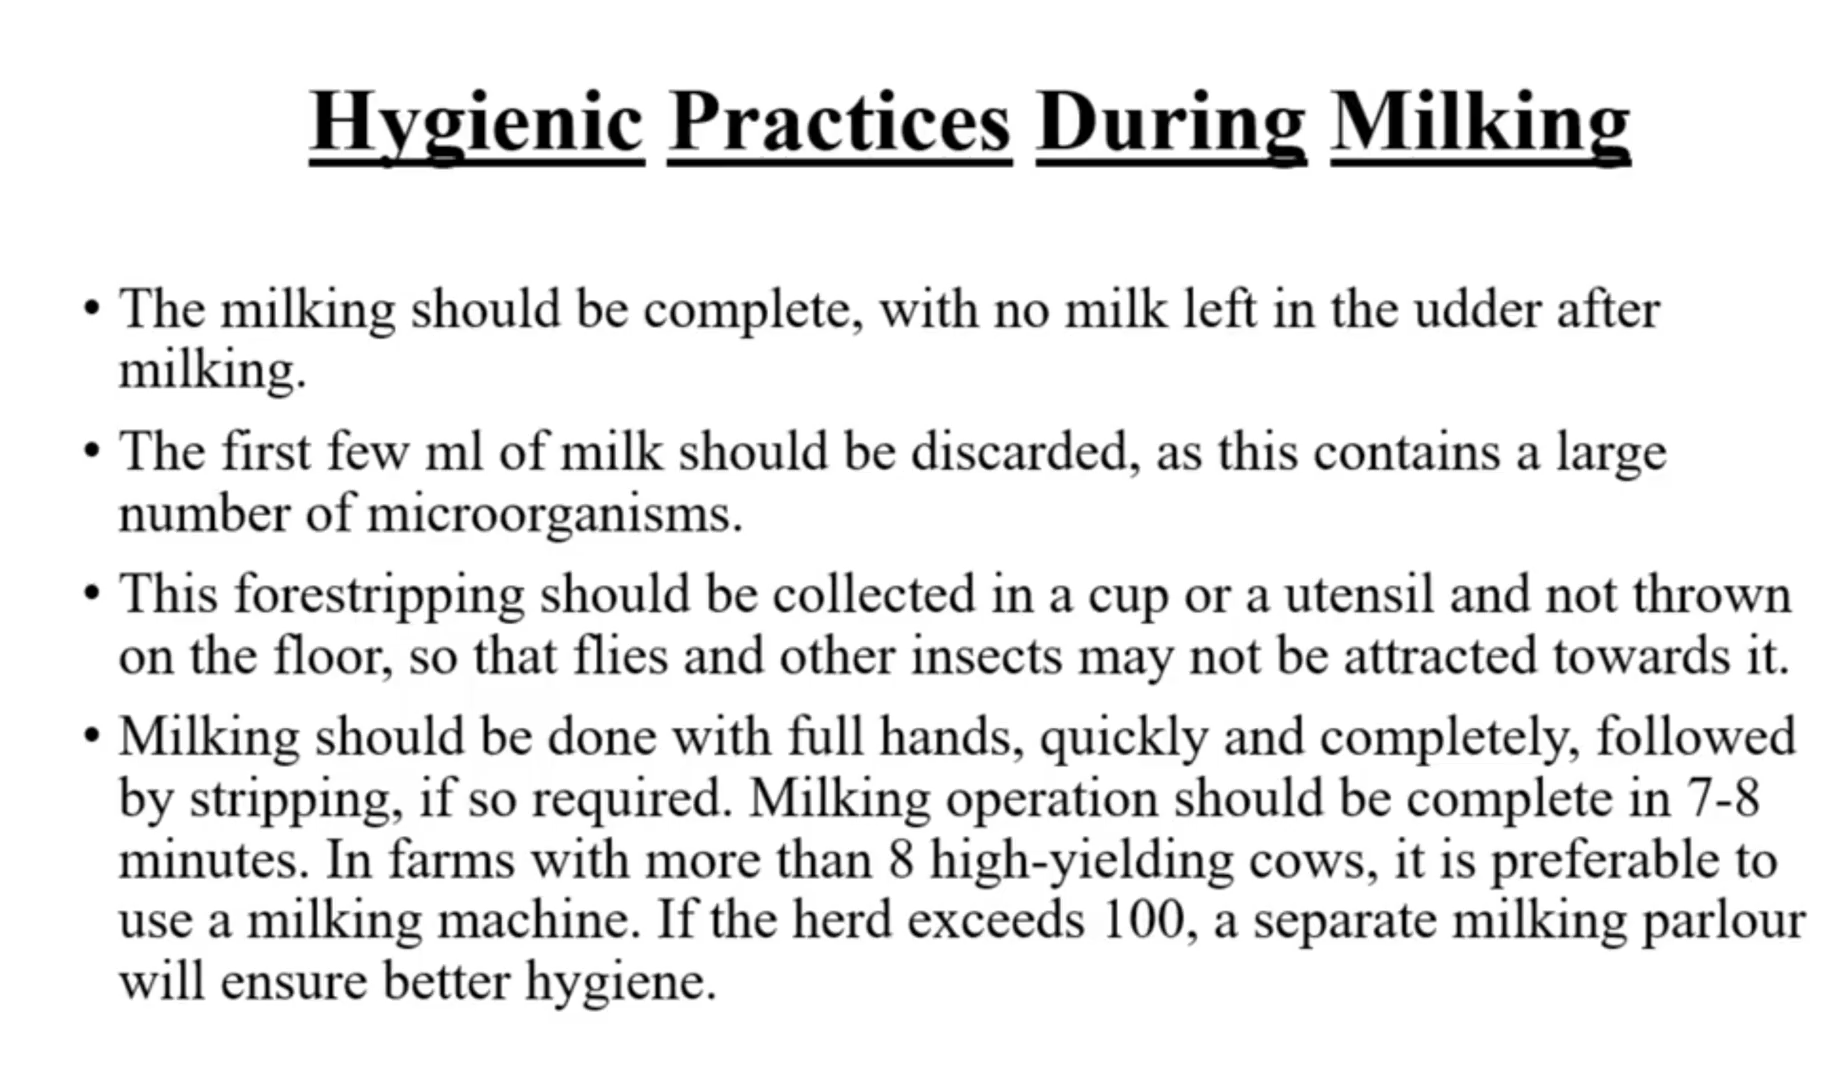 Hygienic Practices During Milking
• The milking should be complete, with no milk left in the udder after
milking.
• The first few ml of milk should be discarded, as this contains a large
number of microorganisms.
• This forestripping should be collected in a cup or a utensil and not thrown
on the floor, so that flies and other insects may not be attracted towards it.
• Milking should be done with full hands, quickly and completely, followed
by stripping, if so required. Milking operation should be complete in 7-8
minutes. In farms with more than 8 high-yielding cows, it is preferable to
use a milking machine. If the herd exceeds 100, a separate milking parlour
will ensure better hygiene.